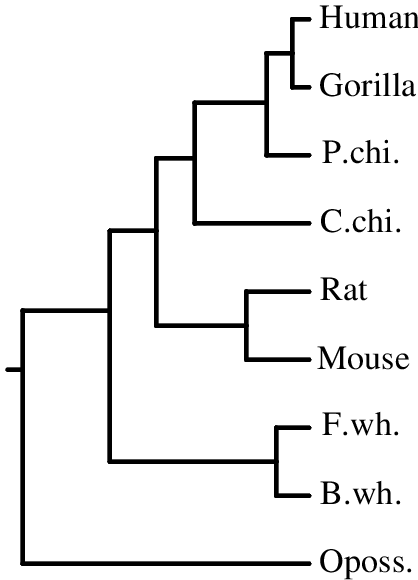 Human
Gorilla
P.chi.
C.chi.
Rat
Mouse
F.wh.
B.wh.
Oposs.